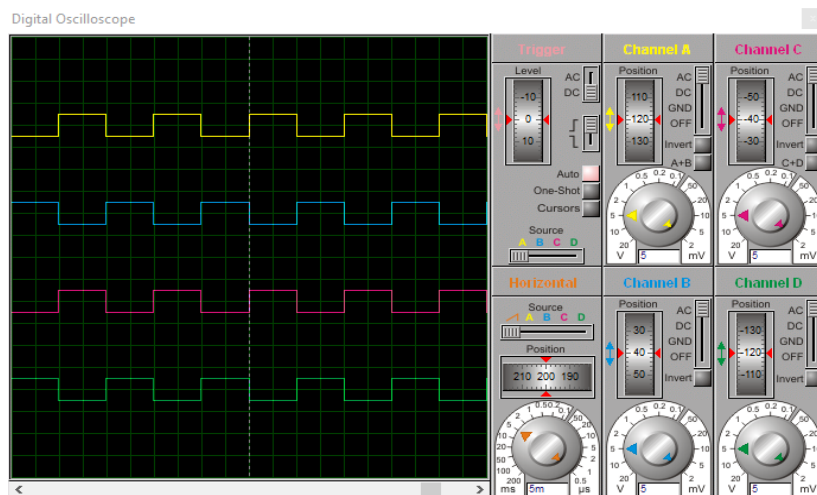 Digital Oscilloscope
Trigger
Level
AC
DC
-10
0
10
Auto
One-Shot
Cursors
Source
A B C D
Channel A
Position
AC
DC
GND
OFF
-110
-120
-130
Invert
A+B
V 5 mV
Channel C
Position
AC
DC
GND
OFF
-50
-40
-30
Invert
C+D
V 5 mV
Horizontal
Source
A B C D
Position
210 200 190
ms 5m µs
Channel B
Position
AC
DC
GND
OFF
30
40
50
Invert
V 5 mV
Channel D
Position
AC
DC
GND
OFF
-130
-120
-110
Invert
V 5 mV